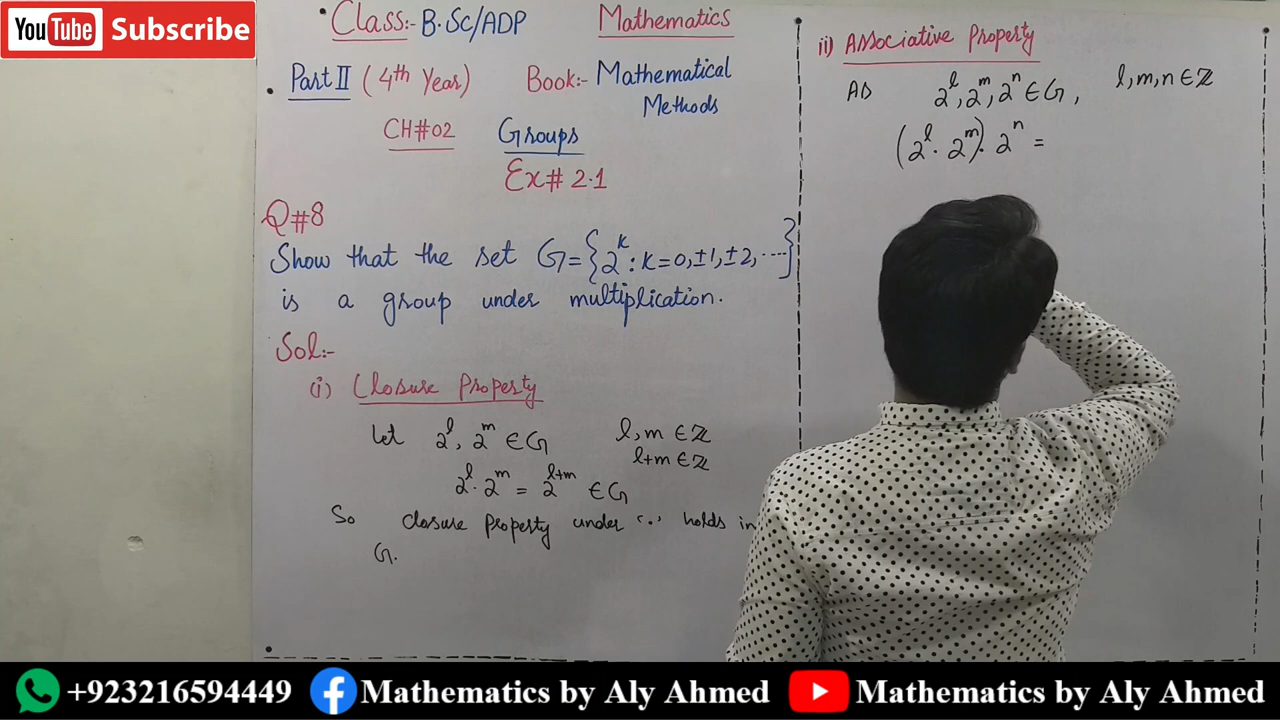 YouTube Subscribe
Class:- B.Sc/ADP Mathematics
Part II (4th Year) Book:- Mathematical
Methods
CH#02 Groups
Ex# 2.1
Q#8
Show that the set G={2^k : k=0,±1,±2,....}
is a group under multiplication.
Sol:-
(i) Closure Property
Let 2^l, 2^m ∈ G l,m ∈ ℤ
l+m ∈ ℤ
2^l . 2^m = 2^{l+m} ∈ G
So Closure Property under '.' holds in
G.
ii) Associative Property
As 2^l, 2^m, 2^n ∈ G, l,m,n ∈ ℤ
(2^l . 2^m). 2^n =
+923216594449 Mathematics by Aly Ahmed Mathematics by Aly Ahmed